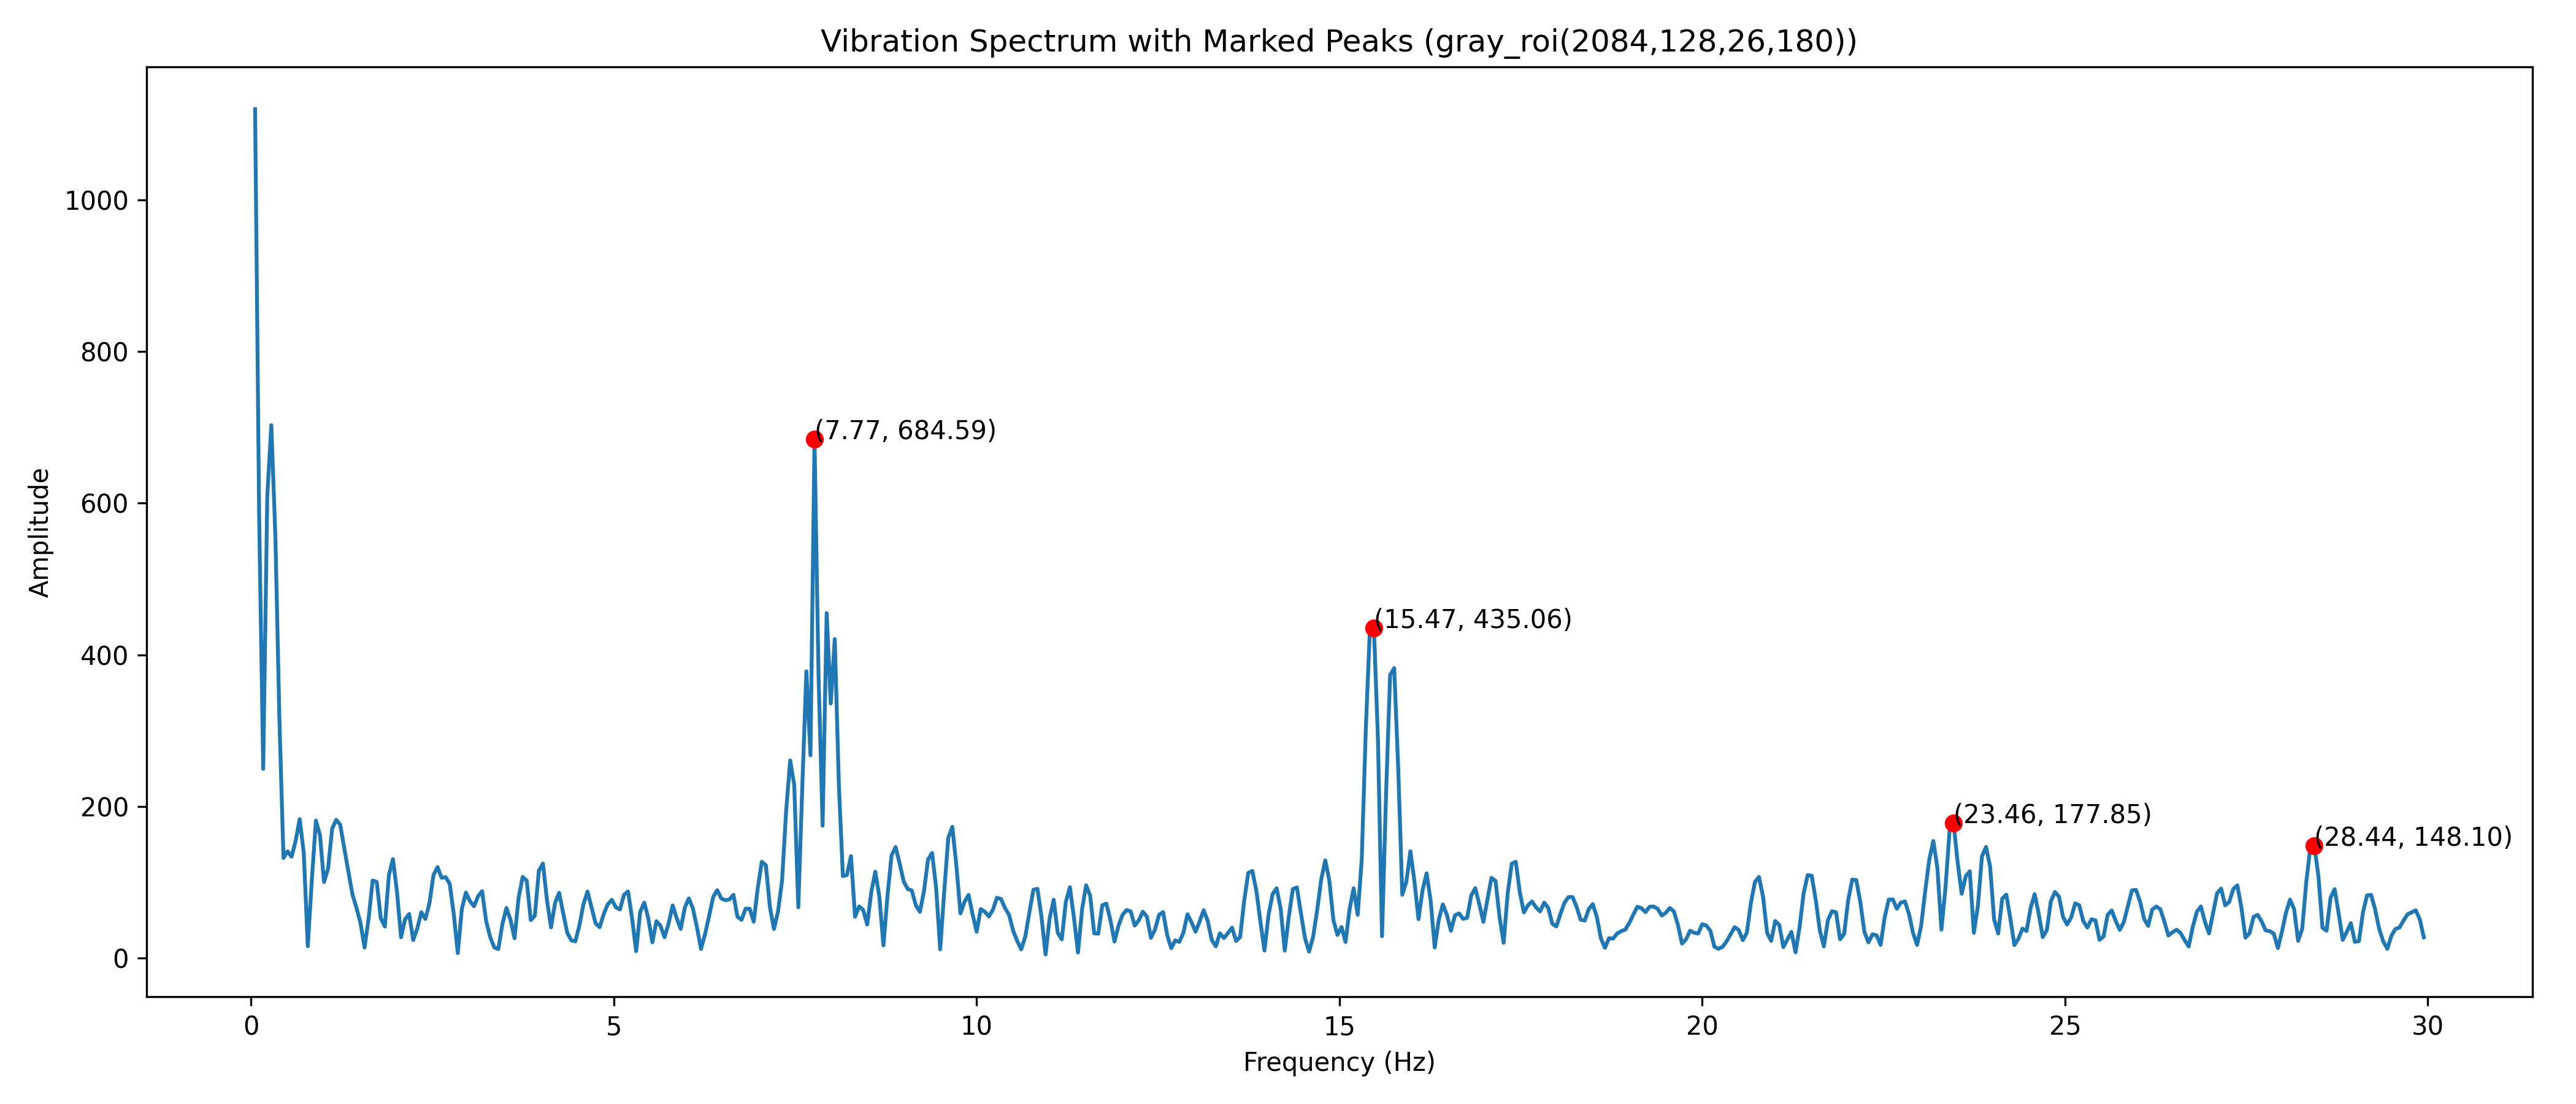 Vibration Spectrum with Marked Peaks (gray_roi(2084,128,26,180))
1000
800
600
400
200
0
Amplitude
(7.77, 684.59)
(15.47, 435.06)
(23.46, 177.85)
(28.44, 148.10)
0 5 10 15 20 25 30
Frequency (Hz)